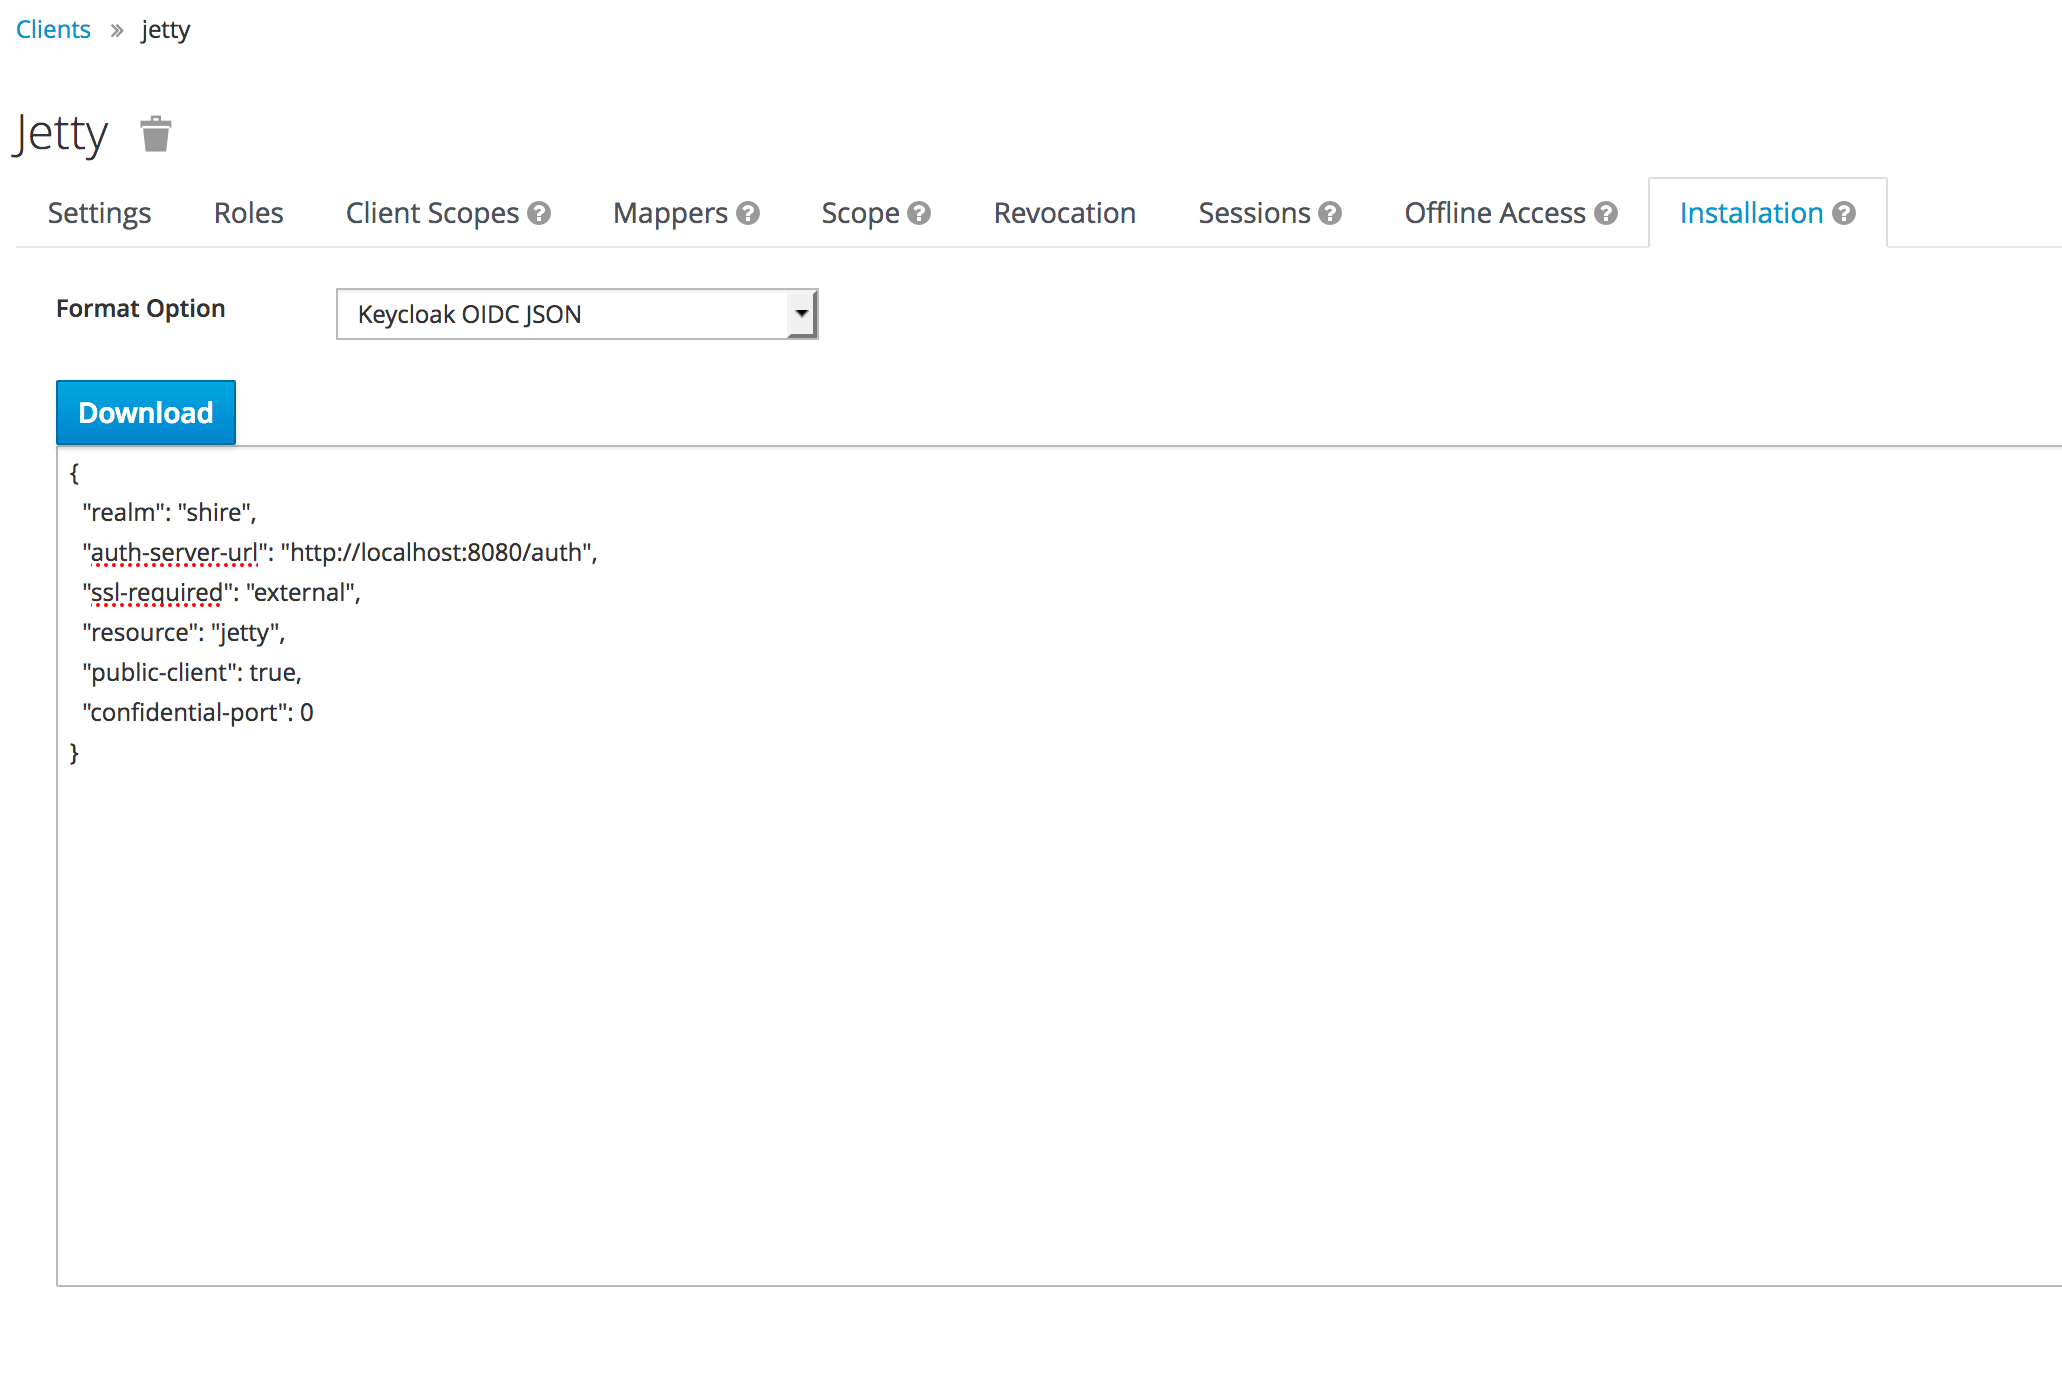 Clients » jetty
Jetty
Settings Roles Client Scopes ? Mappers ? Scope ? Revocation Sessions ? Offline Access ? Installation ?
Format Option Keycloak OIDC JSON
Download
{
"realm": "shire",
"auth-server-url": "http://localhost:8080/auth",
"ssl-required": "external",
"resource": "jetty",
"public-client": true,
"confidential-port": 0
}